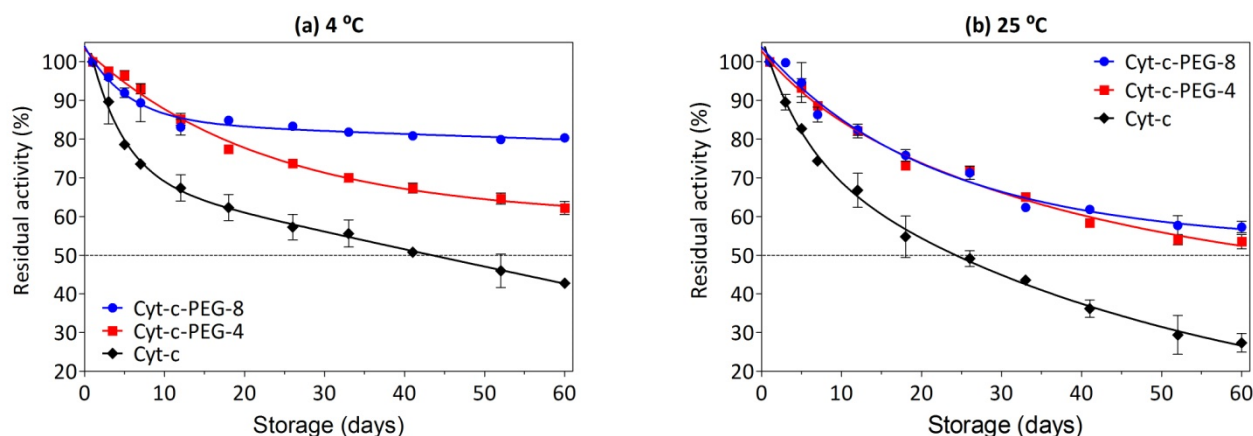 (a) 4 ⁰C
Residual activity (%)
100
90
80
70
60
50
40
30
20
Cyt-c-PEG-8
Cyt-c-PEG-4
Cyt-c
0 10 20 30 40 50 60
Storage (days)
(b) 25 ⁰C
Residual activity (%)
100
90
80
70
60
50
40
30
20
Cyt-c-PEG-8
Cyt-c-PEG-4
Cyt-c
0 10 20 30 40 50 60
Storage (days)